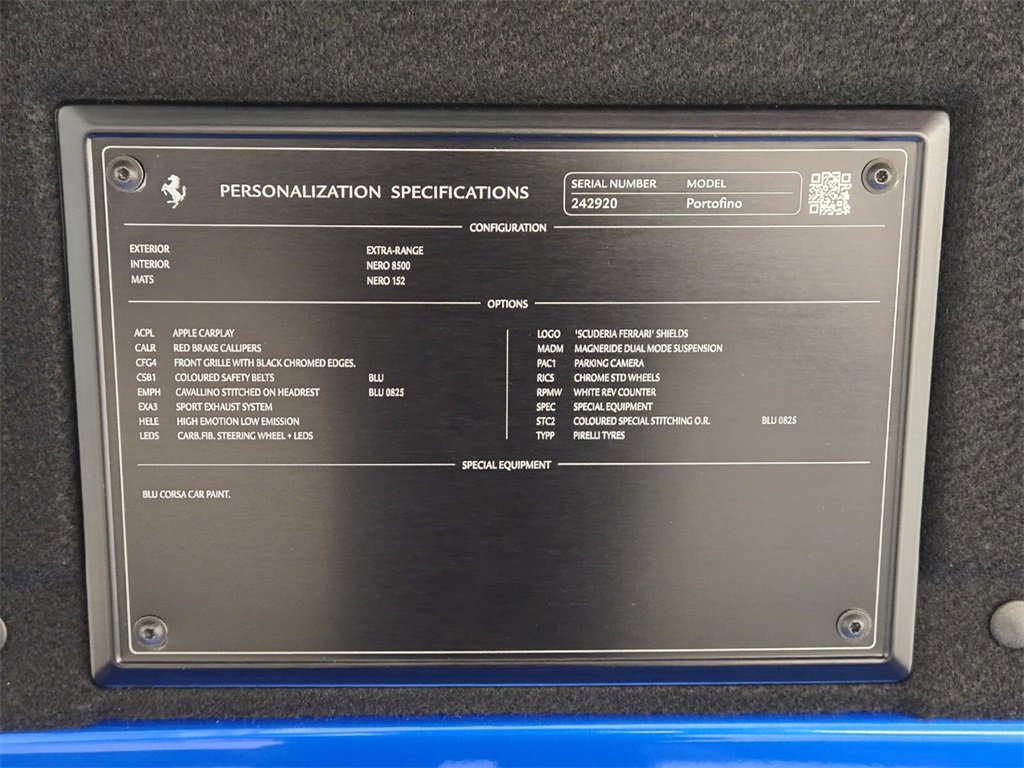 PERSONALIZATION SPECIFICATIONS
SERIAL NUMBER MODEL
242920 Portofino
CONFIGURATION
EXTERIOR EXTRA-RANGE
INTERIOR NERO 8500
MATS NERO 152
OPTIONS
ACPL APPLE CARPLAY
CALR RED BRAKE CALLIPERS
CFG4 FRONT GRILLE WITH BLACK CHROMED EDGES.
CSB1 COLOURED SAFETY BELTS BLU
EMPH CAVALLINO STITCHED ON HEADREST BLU 0825
EXA3 SPORT EXHAUST SYSTEM
HELE HIGH EMOTION LOW EMISSION
LEDS CARB.FIB. STEERING WHEEL + LEDS
LOGO 'SCUDERIA FERRARI' SHIELDS
MADM MAGNERIDE DUAL MODE SUSPENSION
PAC1 PARKING CAMERA
RICS CHROME STD WHEELS
RPMW WHITE REV COUNTER
SPEC SPECIAL EQUIPMENT
STC2 COLOURED SPECIAL STITCHING O.R. BLU 0825
TYPP PIRELLI TYRES
SPECIAL EQUIPMENT
BLU CORSA CAR PAINT.